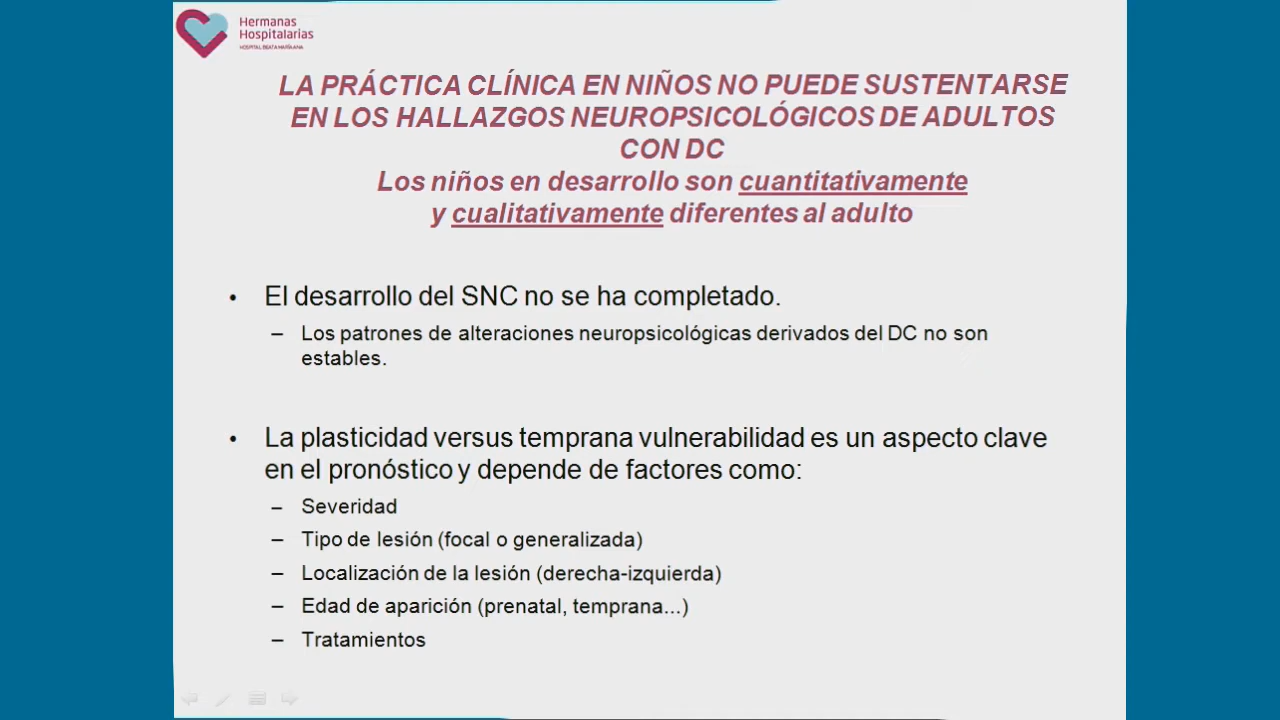 Hermanas
Hospitalarias
HOSPITAL BEATA MARÍA ANA
LA PRÁCTICA CLÍNICA EN NIÑOS NO PUEDE SUSTENTARSE
EN LOS HALLAZGOS NEUROPSICOLÓGICOS DE ADULTOS
CON DC
Los niños en desarrollo son cuantitativamente
y cualitativamente diferentes al adulto
• El desarrollo del SNC no se ha completado.
– Los patrones de alteraciones neuropsicológicas derivados del DC no son
estables.
• La plasticidad versus temprana vulnerabilidad es un aspecto clave
en el pronóstico y depende de factores como:
– Severidad
– Tipo de lesión (focal o generalizada)
– Localización de la lesión (derecha-izquierda)
– Edad de aparición (prenatal, temprana...)
– Tratamientos